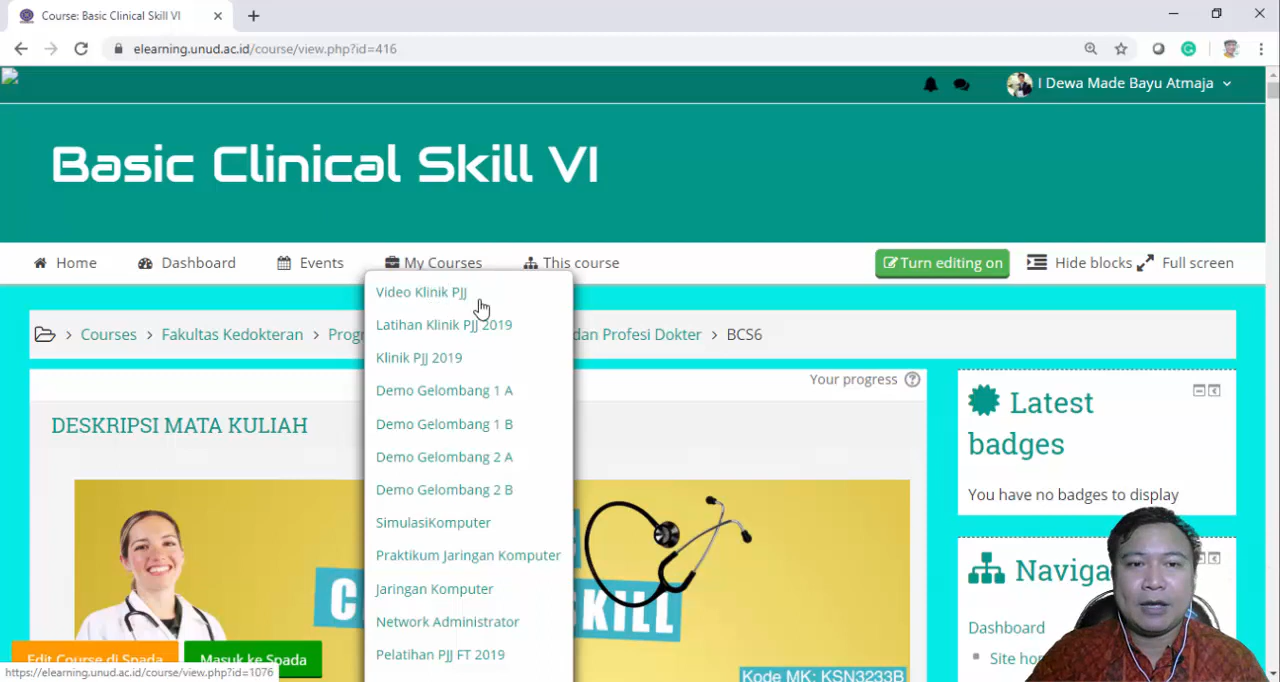 Course: Basic Clinical Skill VI
elearning.unud.ac.id/course/view.php?id=416
I Dewa Made Bayu Atmaja
Basic Clinical Skill VI
Home Dashboard Events My Courses This course Turn editing on Hide blocks Full screen
Video Klinik PJJ
Latihan Klinik PJJ 2019
Klinik PJJ 2019
Demo Gelombang 1 A
Demo Gelombang 1 B
Demo Gelombang 2 A
Demo Gelombang 2 B
SimulasiKomputer
Praktikum Jaringan Komputer
Jaringan Komputer
Network Administrator
Pelatihan PJJ FT 2019
> Courses > Fakultas Kedokteran > dan Profesi Dokter > BCS6
Your progress
DESKRIPSI MATA KULIAH
Kode MK: KSN3233B
Latest
badges
You have no badges to display
Dashboard
Edit Course di Spada Masuk ke Spada
https://elearning.unud.ac.id/course/view.php?id=1076